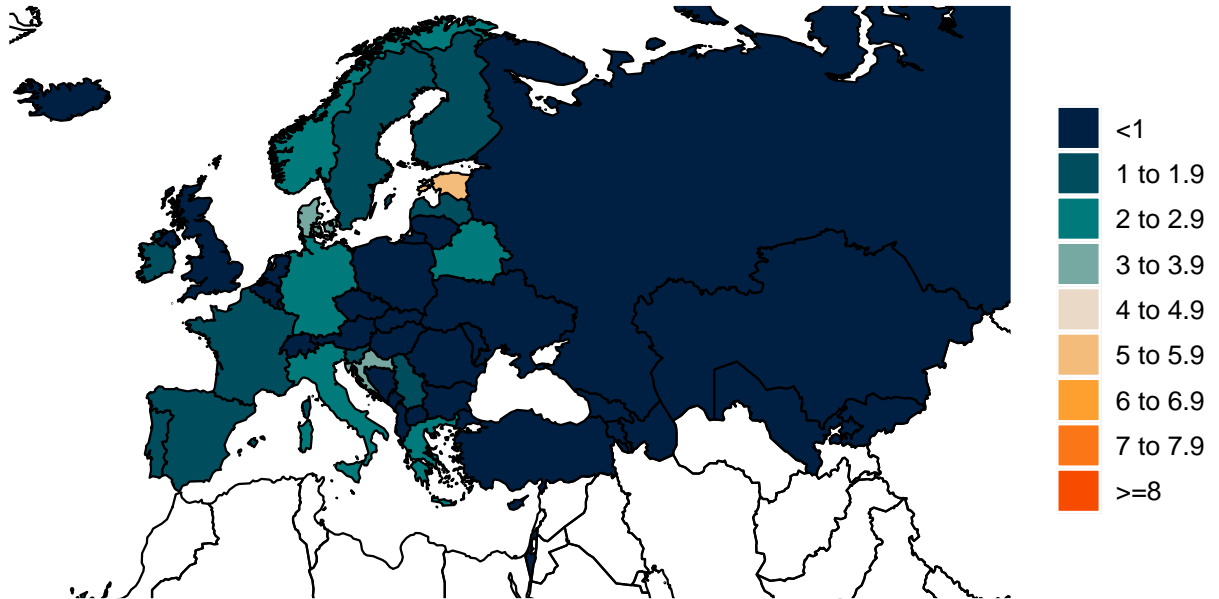 <1
1 to 1.9
2 to 2.9
3 to 3.9
4 to 4.9
5 to 5.9
6 to 6.9
7 to 7.9
>=8